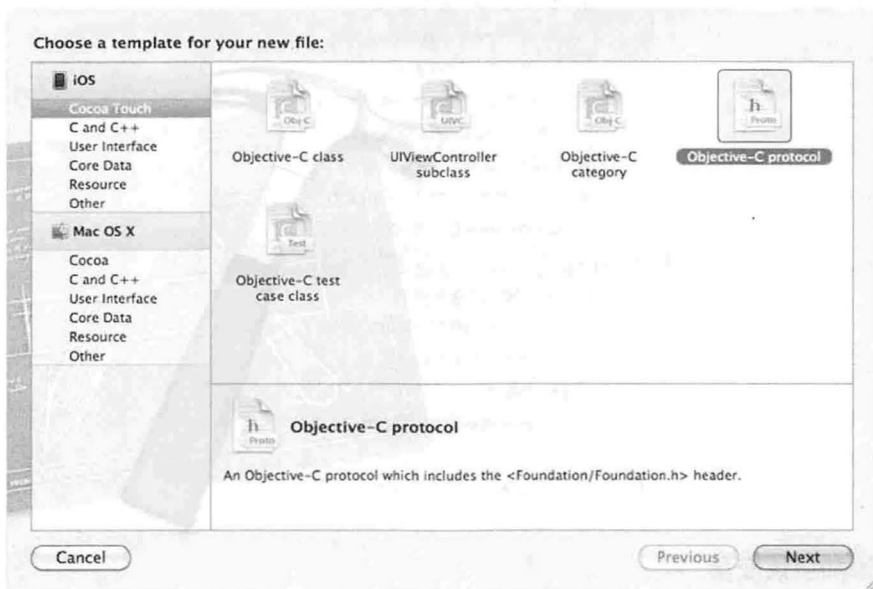 Choose a template for your new file:
iOS
Cocoa Touch
C and C++
User Interface
Core Data
Resource
Other
Mac OS X
Cocoa
C and C++
User Interface
Core Data
Resource
Other
Obj-C
Objective-C class
UIVC
UIViewController
subclass
Obj-C
Objective-C
category
h
Proto
Objective-C protocol
Test
Objective-C test
case class
h
Proto
Objective-C protocol
An Objective-C protocol which includes the <Foundation/Foundation.h> header.
Cancel
Previous
Next